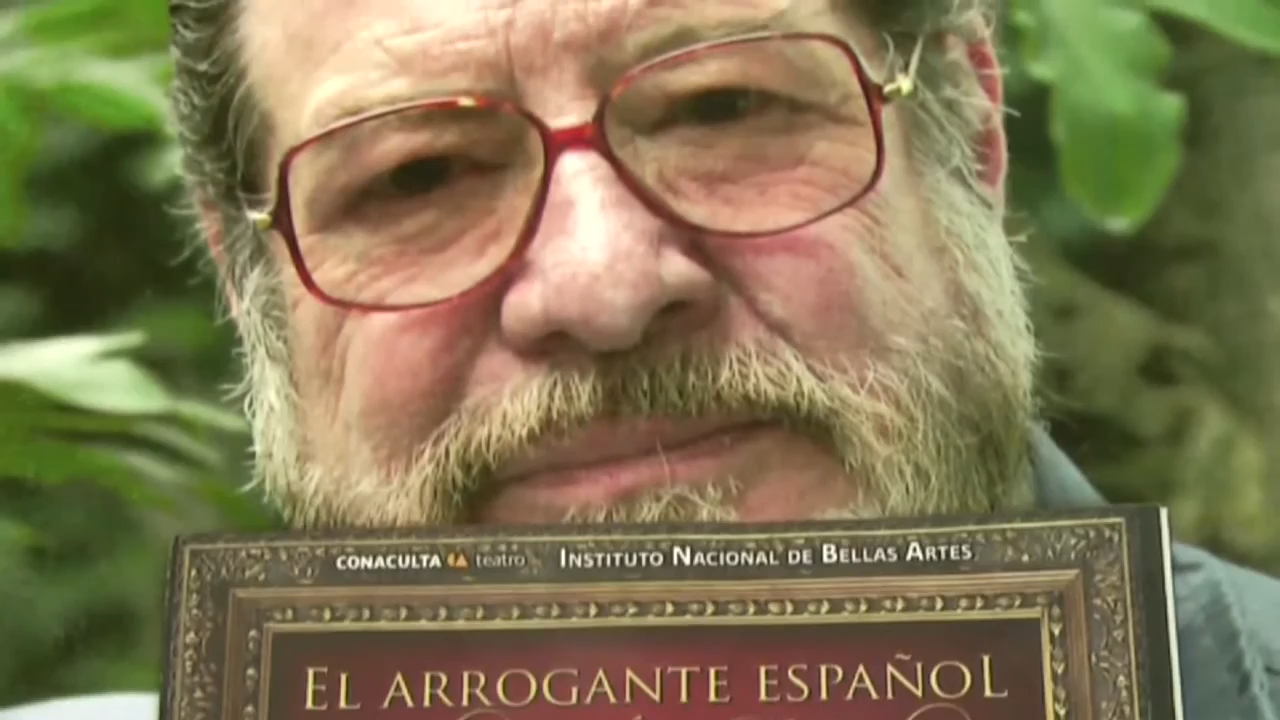 CONACULTA teatro INSTITUTO NACIONAL DE BELLAS ARTES
EL ARROGANTE ESPAÑOL